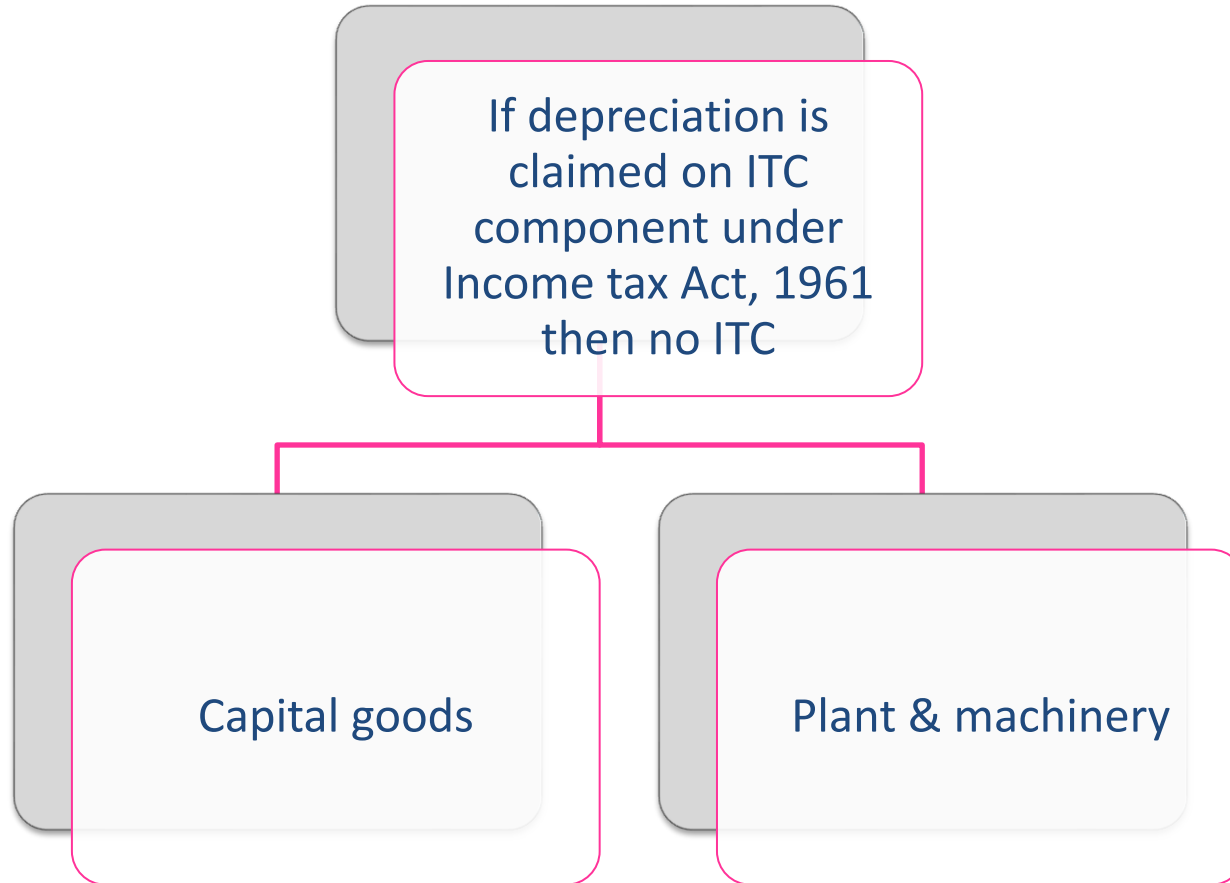 If depreciation is
claimed on ITC
component under
Income tax Act, 1961
then no ITC
Capital goods
Plant & machinery